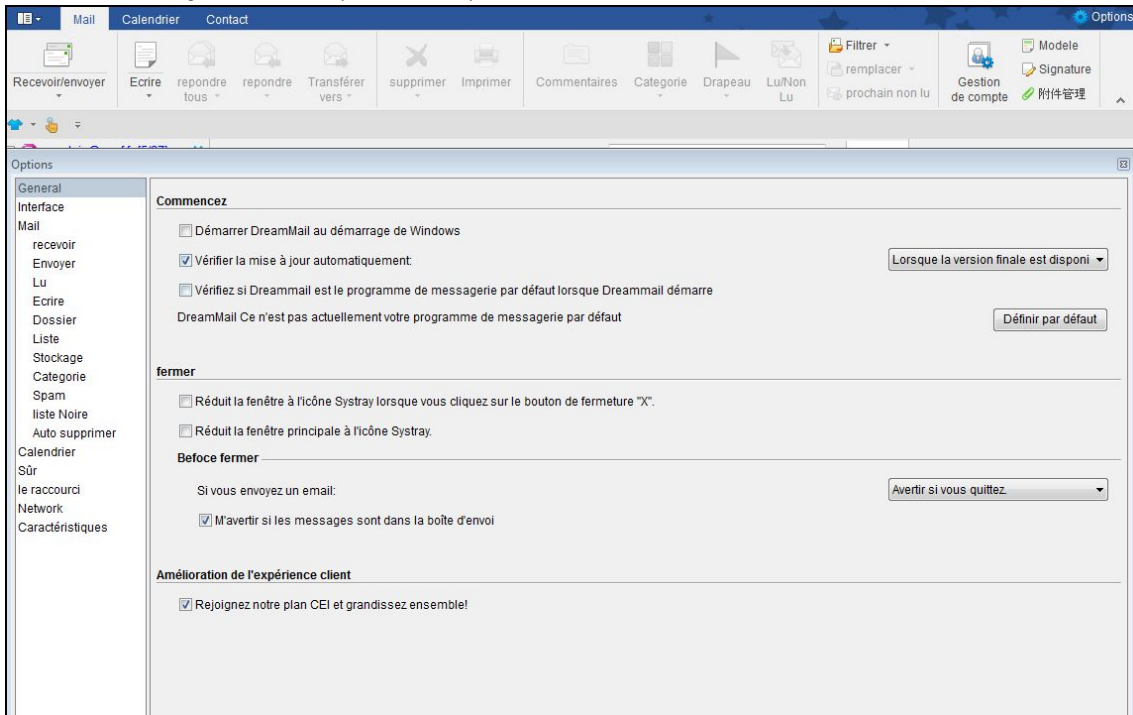 Mail Calendrier Contact Options
Recevoir/envoyer
Ecrire
repondre tous
repondre
Transférer vers
supprimer
Imprimer
Commentaires
Categorie
Drapeau
Lu/Non Lu
Filtrer
remplacer
prochain non lu
Gestion de compte
Modele
Signature
附件管理
Options
General
Interface
Mail
recevoir
Envoyer
Lu
Ecrire
Dossier
Liste
Stockage
Categorie
Spam
liste Noire
Auto supprimer
Calendrier
Sûr
le raccourci
Network
Caractéristiques
Commencez
Démarrer DreamMail au démarrage de Windows
Vérifier la mise à jour automatiquement: Lorsque la version finale est disponi
Vérifiez si Dreammail est le programme de messagerie par défaut lorsque Dreammail démarre
DreamMail Ce n'est pas actuellement votre programme de messagerie par défaut Définir par défaut
fermer
Réduit la fenêtre à l'icône Systray lorsque vous cliquez sur le bouton de fermeture "X".
Réduit la fenêtre principale à l'icône Systray.
Befoce fermer
Si vous envoyez un email: Avertir si vous quittez.
M'avertir si les messages sont dans la boîte d'envoi
Amélioration de l'expérience client
Rejoignez notre plan CEI et grandissez ensemble!